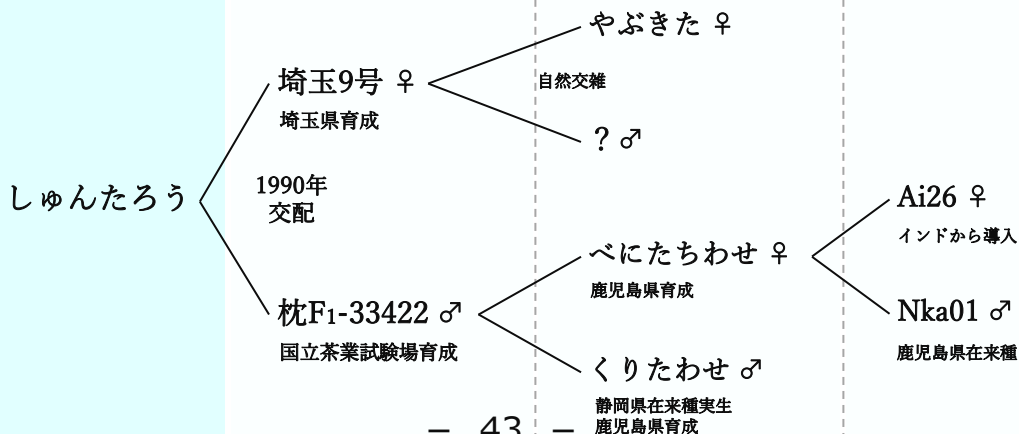 やぶきた ♀
埼玉9号 ♀
自然交雑
埼玉県育成
? ♂
しゅんたろう
1990年
交配
Ai26 ♀
インドから導入
べにたちわせ ♀
鹿児島県育成
枕F1-33422 ♂
Nka01 ♂
国立茶業試験場育成
鹿児島県在来種
くりたわせ ♂
静岡県在来種実生
鹿児島県育成
– 43 –